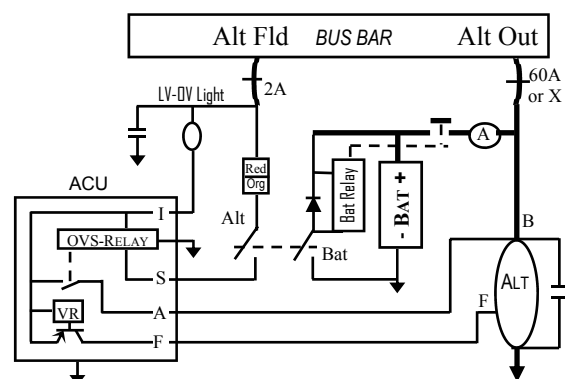 Alt Fld BUS BAR Alt Out
2A
60A
or X
LV-OV Light
A
Red
Org
Bat Relay
- BAT +
ACU
I
Alt
B
OVS-RELAY
Bat
S
ALT
F
A
VR
F